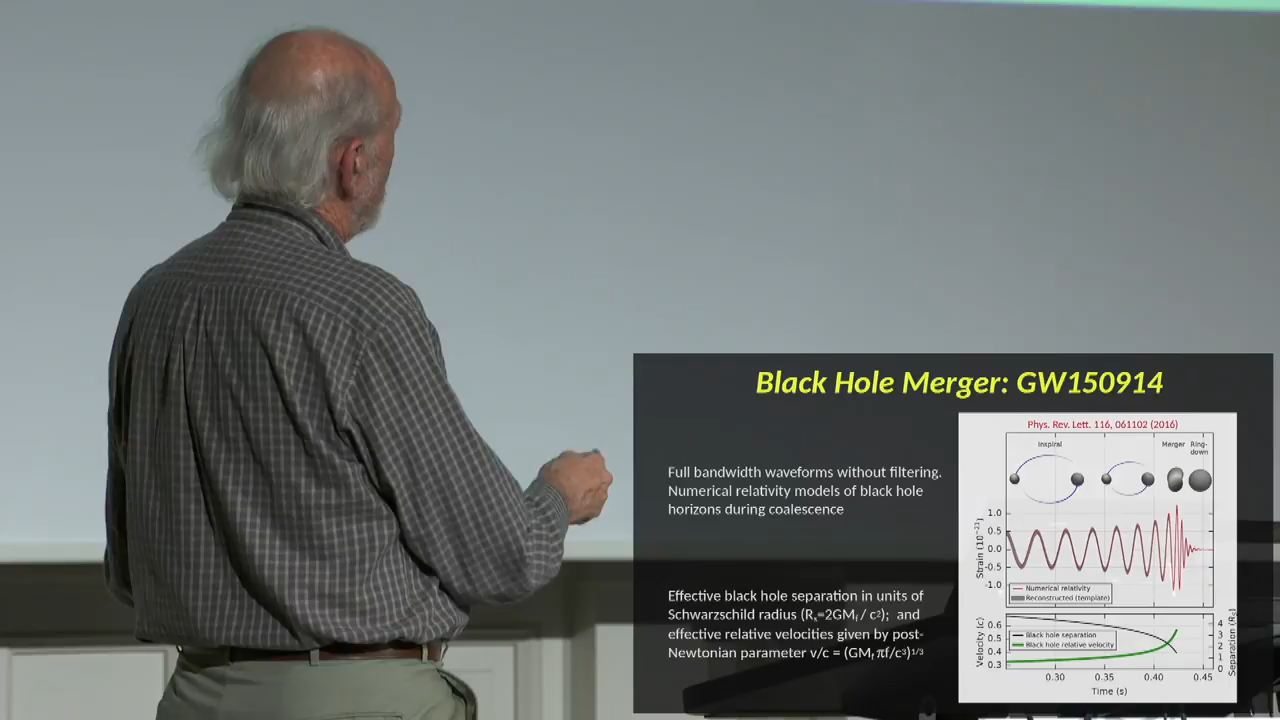 Black Hole Merger: GW150914
Full bandwidth waveforms without filtering.
Numerical relativity models of black hole
horizons during coalescence
Effective black hole separation in units of
Schwarzschild radius (Rₛ=2GM_f / c²);  and
effective relative velocities given by post-
Newtonian parameter v/c = (GM_f πf/c³)¹ᐟ³
Phys. Rev. Lett. 116, 061102 (2016)
Inspiral
Merger
Ring-
down
Strain (10⁻²¹)
1.0
0.5
0.0
-0.5
-1.0
Numerical relativity
Reconstructed (template)
Velocity (c)
0.6
0.5
0.4
0.3
Black hole separation
Black hole relative velocity
4
3
2
1
0
Separation (Rₛ)
0.30 0.35 0.40 0.45
Time (s)